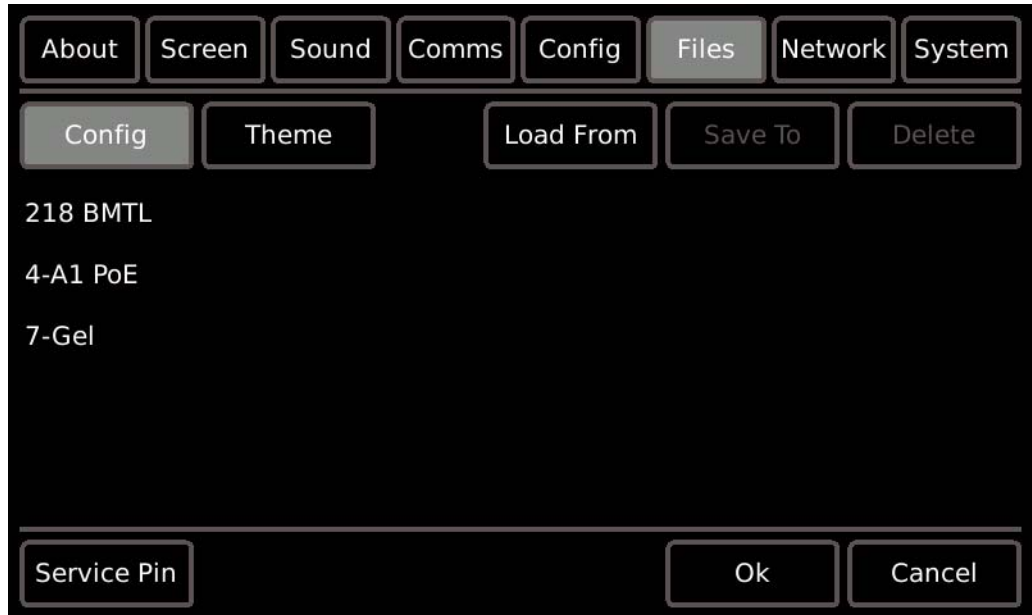 About Screen Sound Comms Config Files Network System
Config Theme Load From Save To Delete
218 BMTL
4-A1 PoE
7-Gel
Service Pin Ok Cancel